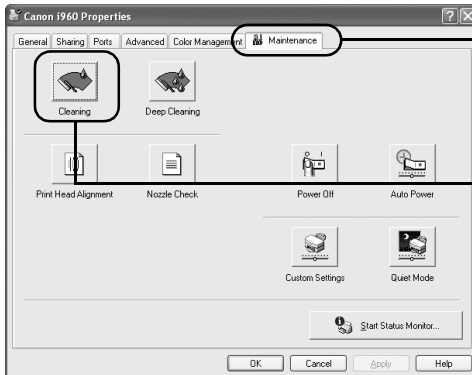 Canon i960 Properties
General Sharing Ports Advanced Color Management Maintenance
Cleaning Deep Cleaning
Print Head Alignment Nozzle Check Power Off Auto Power
Custom Settings Quiet Mode
Start Status Monitor...
OK Cancel Apply Help